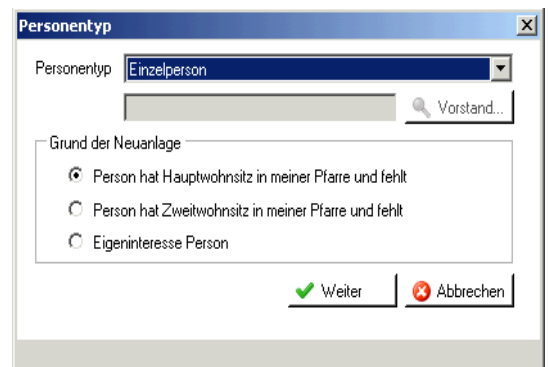 Personentyp
Personentyp Einzelperson
Vorstand...
Grund der Neuanlage
Person hat Hauptwohnsitz in meiner Pfarre und fehlt
Person hat Zweitwohnsitz in meiner Pfarre und fehlt
Eigeninteresse Person
Weiter Abbrechen